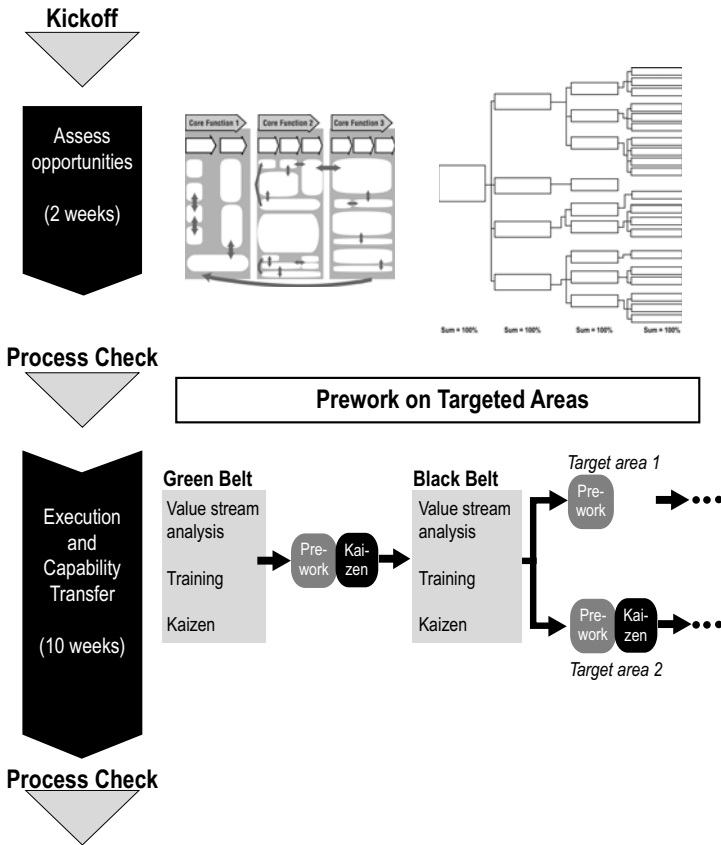 Kickoff
Assess
opportunities
(2 weeks)
Core Function 1
Core Function 2
Core Function 3
Sum = 100%
Sum = 100%
Sum = 100%
Sum = 100%
Process Check
Prework on Targeted Areas
Execution
and
Capability
Transfer
(10 weeks)
Green Belt
Value stream
analysis
Training
Kaizen
Pre-
work
Kai-
zen
Black Belt
Value stream
analysis
Training
Kaizen
Target area 1
Pre-
work
Pre-
work
Kai-
zen
Target area 2
Process Check